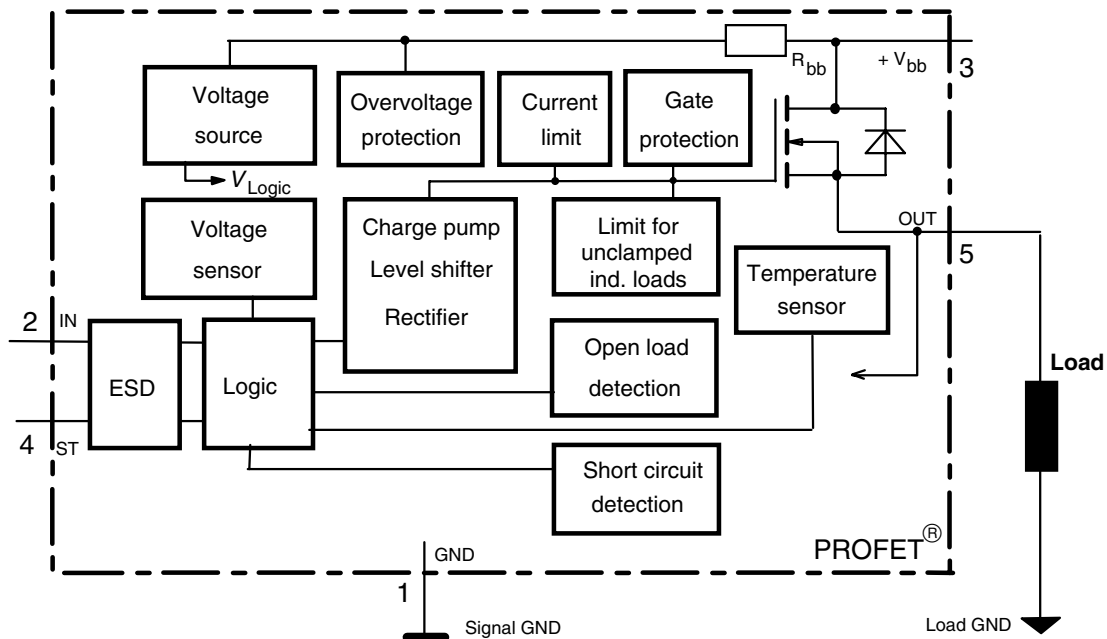 R bb
+ V bb
3
Voltage
source
Overvoltage
protection
Current
limit
Gate
protection
V Logic
Voltage
sensor
Charge pump
Level shifter
Rectifier
Limit for
unclamped
ind. loads
OUT
5
Temperature
sensor
2
IN
ESD
Logic
Open load
detection
Load
4
ST
Short circuit
detection
PROFET®
GND
1
Signal GND
Load GND